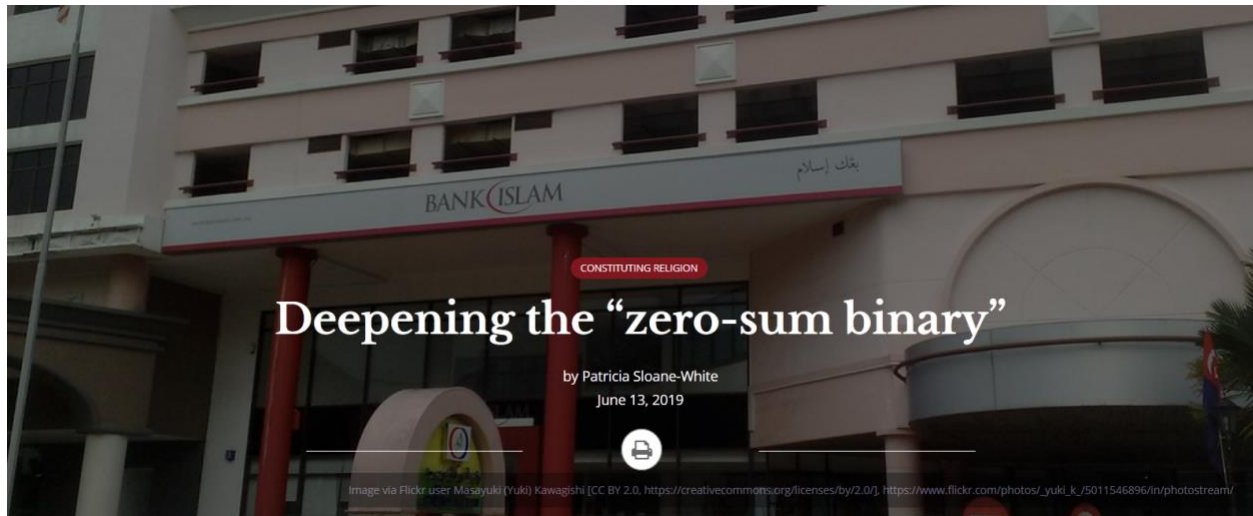 BANK ISLAM
بڠك إسلام
CONSTITUTING RELIGION
Deepening the “zero-sum binary”
by Patricia Sloane-White
June 13, 2019
Image via Flickr user Masayuki (Yuki) Kawagishi [CC BY 2.0, https://creativecommons.org/licenses/by/2.0/], https://www.flickr.com/photos/_yuki_k_/5011546896/in/photostream/